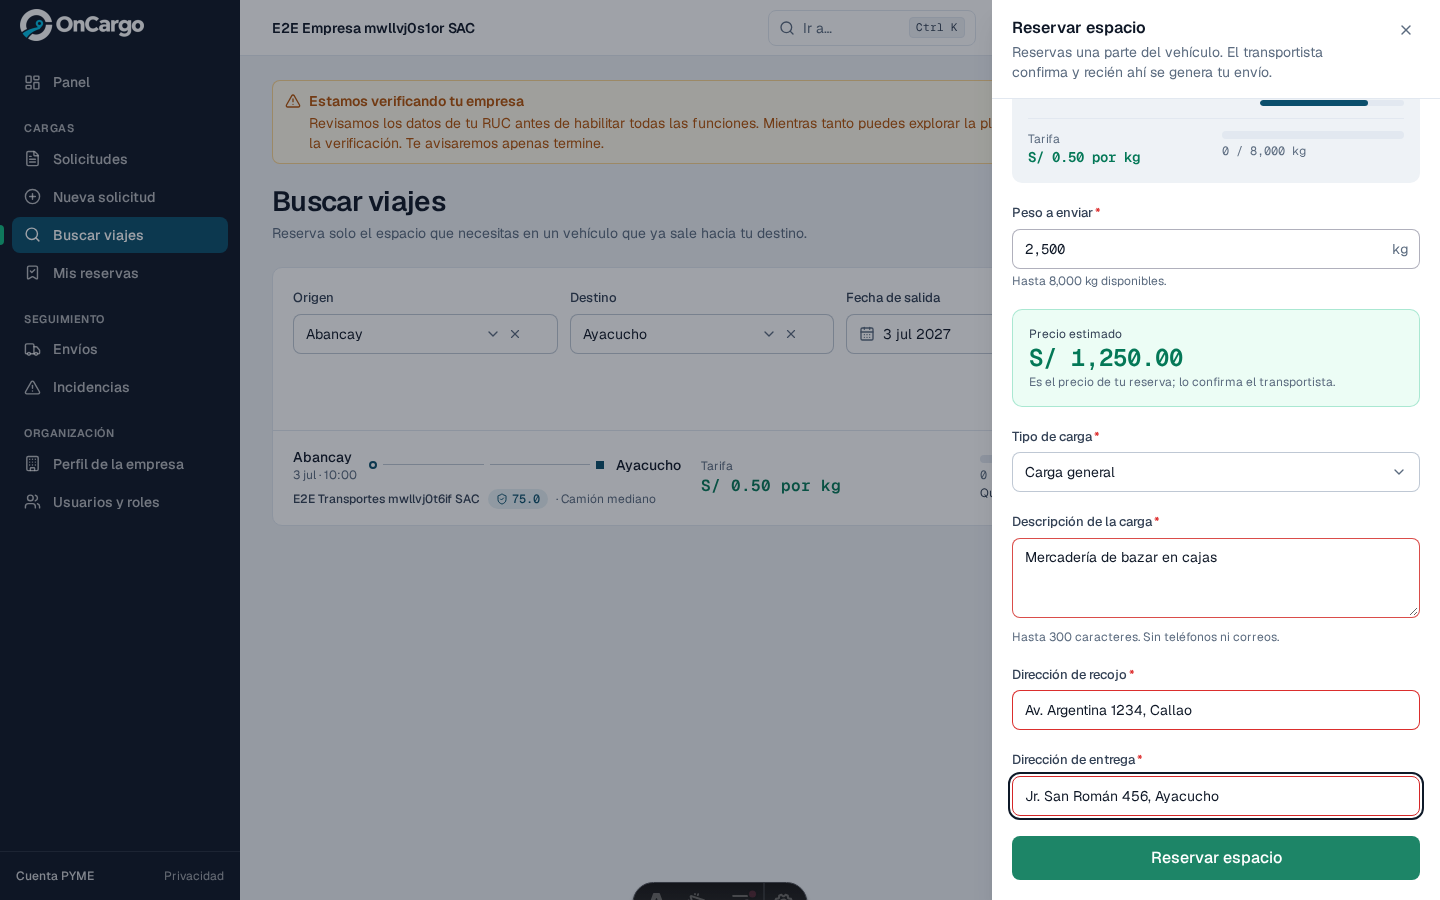 OnCargo
Panel
CARGAS
Solicitudes
Nueva solicitud
Buscar viajes
Mis reservas
SEGUIMIENTO
Envíos
Incidencias
ORGANIZACIÓN
Perfil de la empresa
Usuarios y roles
Cuenta PYME
Privacidad
E2E Empresa mwllvj0s1or SAC
Ir a...
Ctrl K
Estamos verificando tu empresa
Revisamos los datos de tu RUC antes de habilitar todas las funciones. Mientras tanto puedes explorar la
la verificación. Te avisaremos apenas termine.
Buscar viajes
Reserva solo el espacio que necesitas en un vehículo que ya sale hacia tu destino.
Origen
Destino
Fecha de salida
Abancay
Ayacucho
3 jul 2027
Abancay
3 jul · 10:00
Ayacucho
Tarifa
S/ 0.50 por kg
0
E2E Transportes mwllvj0t6if SAC
75.0
· Camión mediano
Reservar espacio
Reservas una parte del vehículo. El transportista
confirma y recién ahí se genera tu envío.
Tarifa
S/ 0.50 por kg
0 / 8,000 kg
Peso a enviar *
2,500
kg
Hasta 8,000 kg disponibles.
Precio estimado
S/ 1,250.00
Es el precio de tu reserva; lo confirma el transportista.
Tipo de carga *
Carga general
Descripción de la carga *
Mercadería de bazar en cajas
Hasta 300 caracteres. Sin teléfonos ni correos.
Dirección de recojo *
Av. Argentina 1234, Callao
Dirección de entrega *
Jr. San Román 456, Ayacucho
Reservar espacio